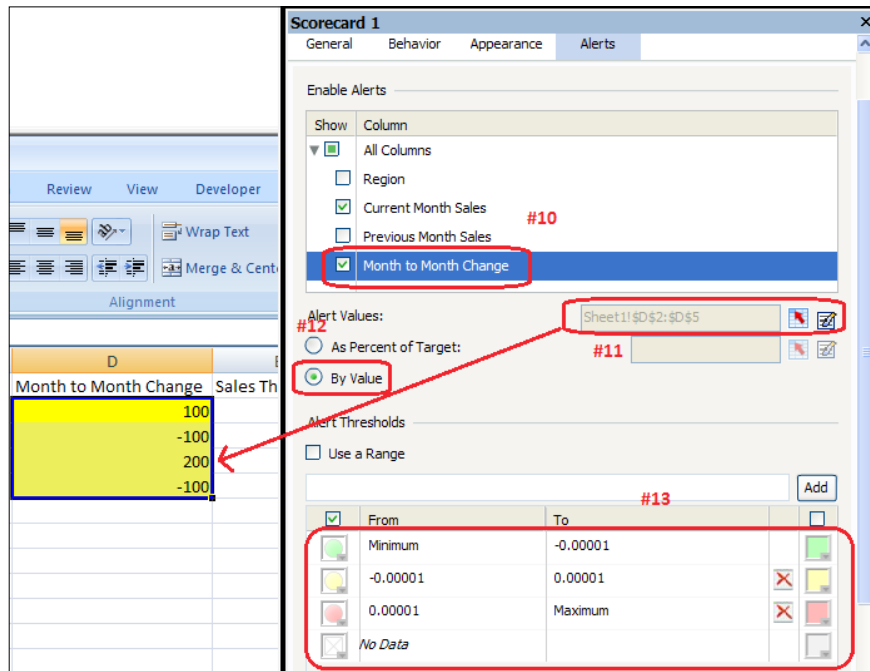 Scorecard 1
General Behavior Appearance Alerts
Enable Alerts
Show Column
All Columns
Region
Current Month Sales
#10
Previous Month Sales
Month to Month Change
Review View Developer
Wrap Text
Merge & Cente
Alignment
Alert Values:
Sheet1!$D$2:$D$5
#12
As Percent of Target:
#11
By Value
D
Month to Month Change Sales Th
100
-100
200
-100
Alert Thresholds
Use a Range
Add
#13
From To
Minimum -0.00001
-0.00001 0.00001
0.00001 Maximum
No Data